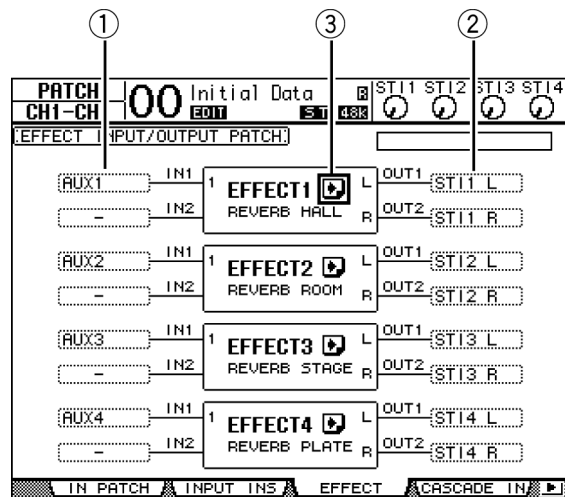 1 3 2
PATCH 00 Initial Data STI1 STI2 STI3 STI4
CH1-CH EDIT 48k
EFFECT INPUT/OUTPUT PATCH
AUX1 IN1 1 EFFECT1 L OUT1 STI1 L
- IN2 REVERB HALL R OUT2 STI1 R
AUX2 IN1 1 EFFECT2 L OUT1 STI2 L
- IN2 REVERB ROOM R OUT2 STI2 R
AUX3 IN1 1 EFFECT3 L OUT1 STI3 L
- IN2 REVERB STAGE R OUT2 STI3 R
AUX4 IN1 1 EFFECT4 L OUT1 STI4 L
- IN2 REVERB PLATE R OUT2 STI4 R
IN PATCH INPUT INS EFFECT CASCADE IN